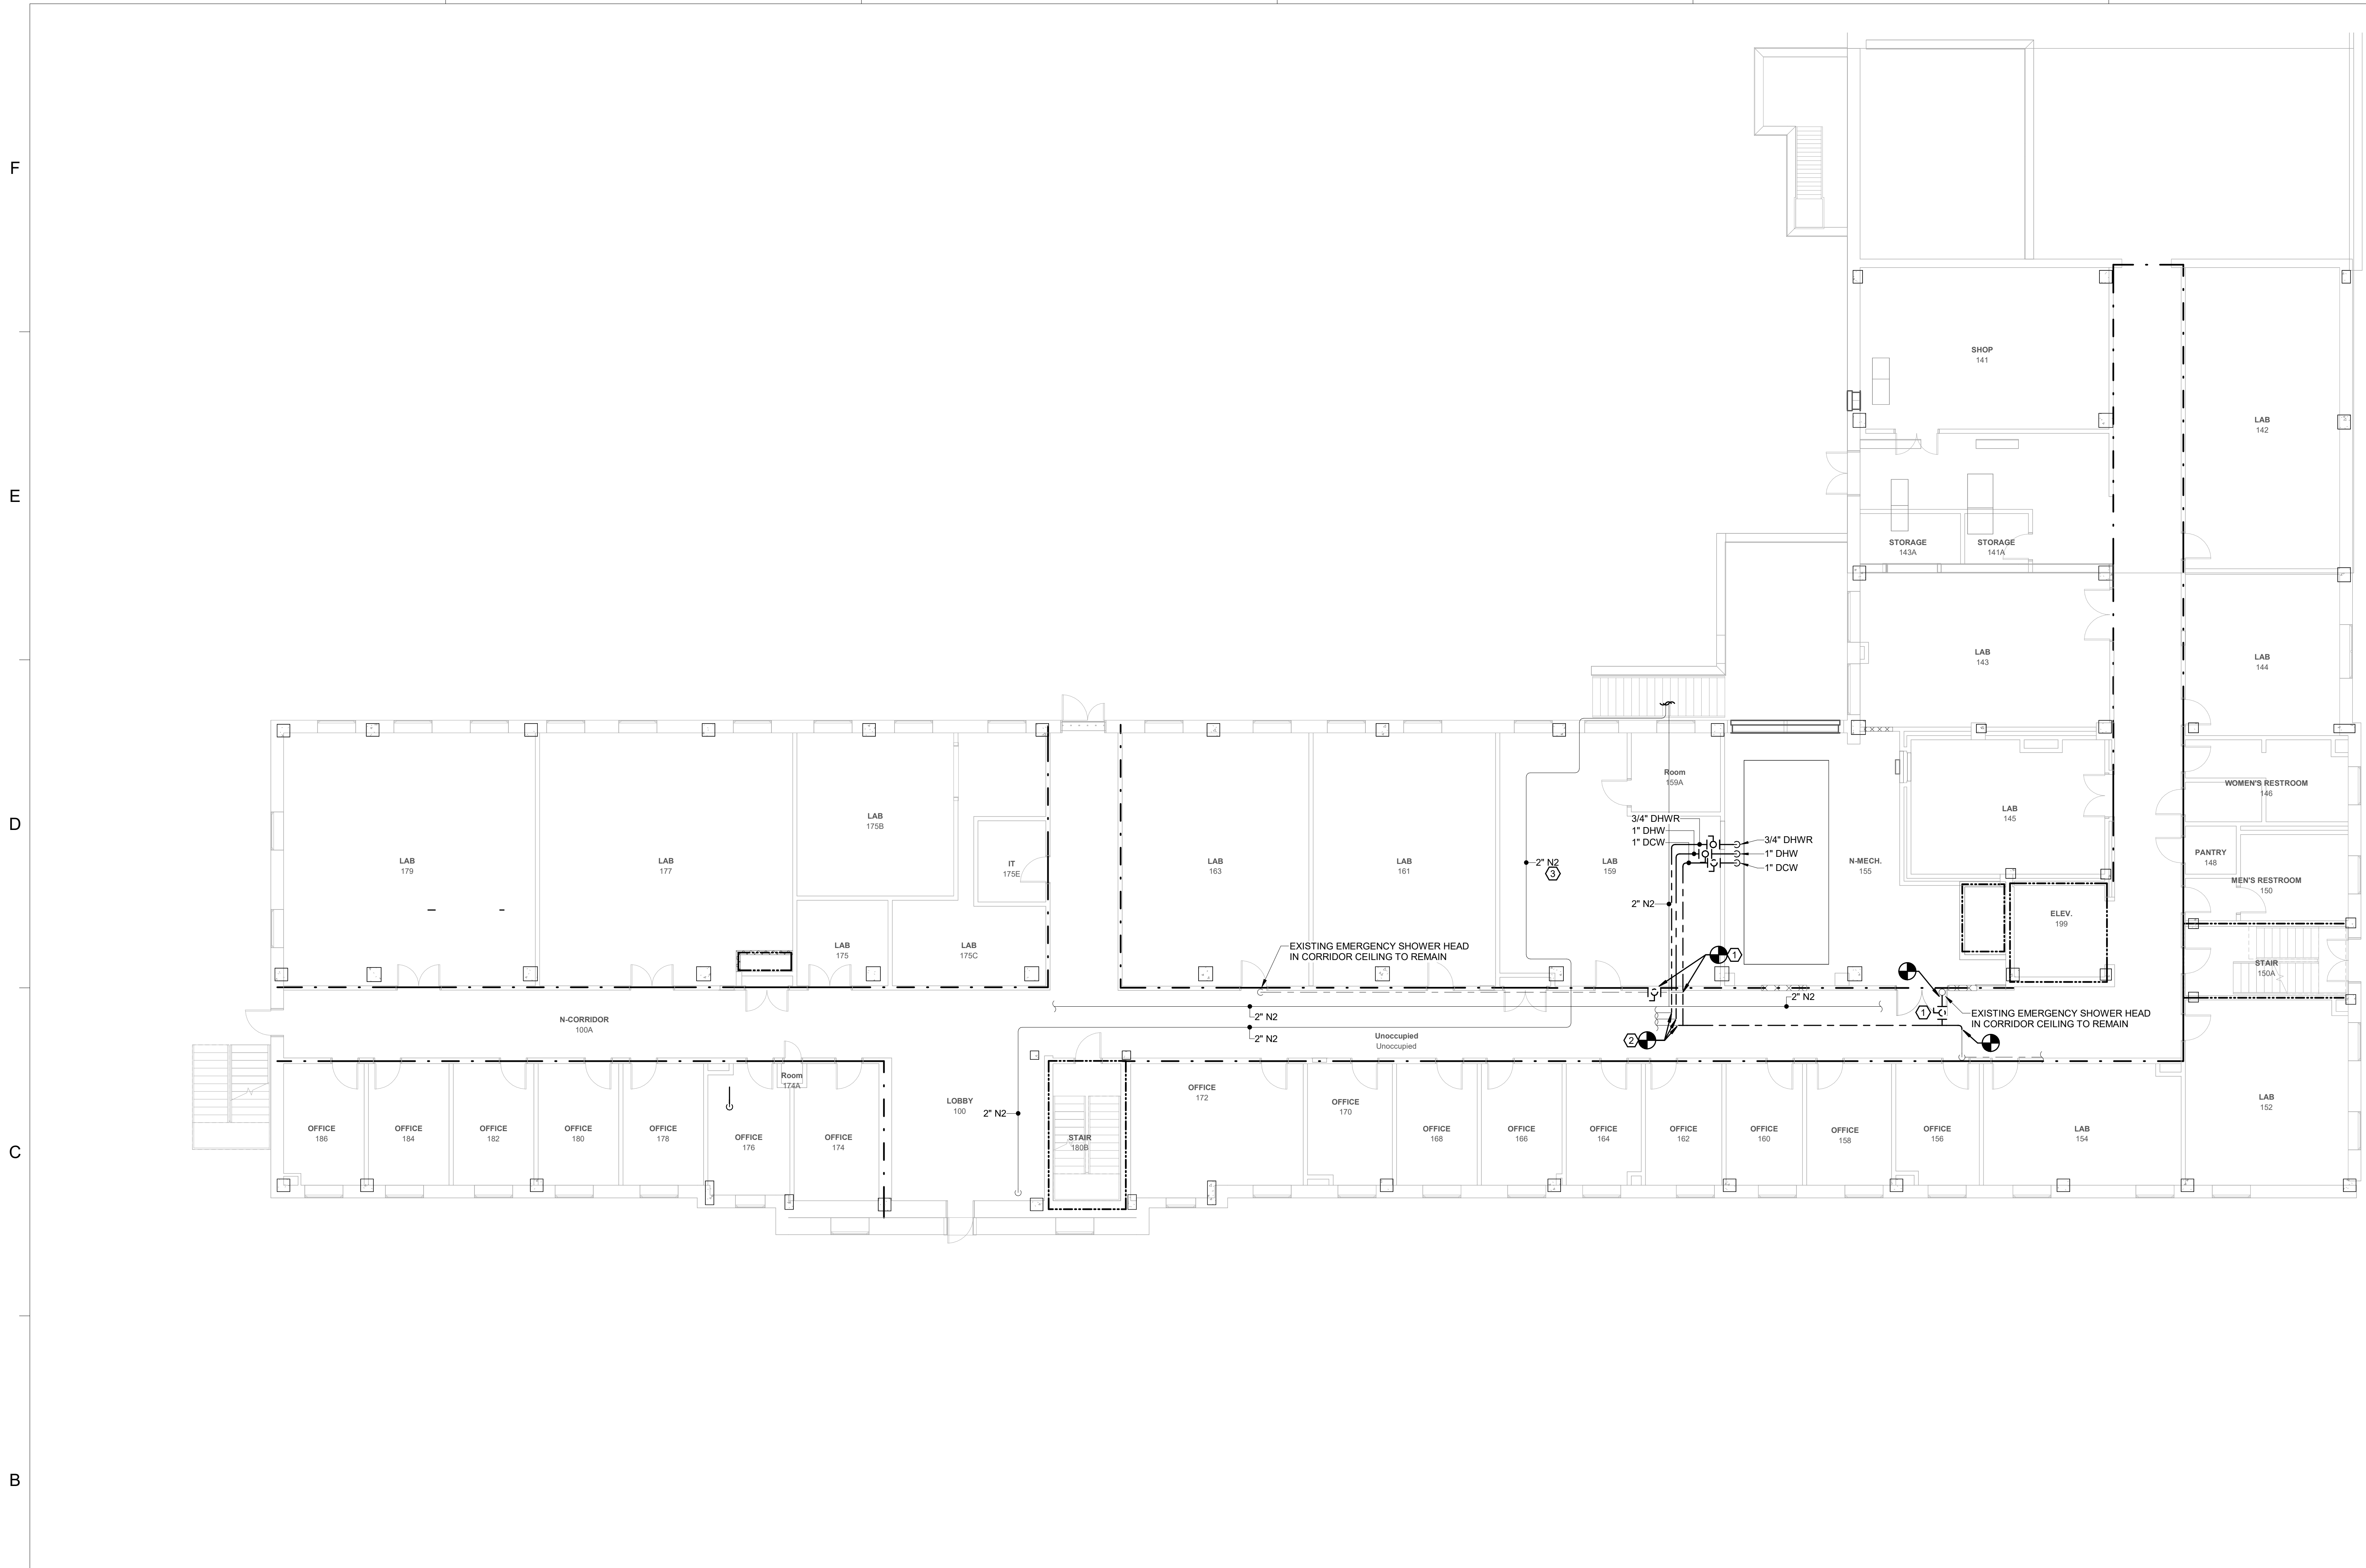 F
SHOP
141
LAB
142
E
STORAGE
143A
STORAGE
141A
LAB
143
LAB
144
Room
159A
WOMEN'S RESTROOM
146
D
LAB
175B
LAB
145
3/4" DHWR
1" DHW
1" DCW
3/4" DHWR
1" DHW
1" DCW
LAB
179
LAB
177
IT
175E
LAB
163
LAB
161
2" N2
3
LAB
159
N-MECH.
155
PANTRY
148
MEN'S RESTROOM
150
2" N2
ELEV.
199
LAB
175
LAB
175C
EXISTING EMERGENCY SHOWER HEAD
IN CORRIDOR CEILING TO REMAIN
1
STAIR
150A
2" N2
N-CORRIDOR
100A
2" N2
1
EXISTING EMERGENCY SHOWER HEAD
IN CORRIDOR CEILING TO REMAIN
2" N2
Unoccupied
Unoccupied
2
Room
174A
LOBBY
100
2" N2
OFFICE
172
OFFICE
170
LAB
152
C
OFFICE
186
OFFICE
184
OFFICE
182
OFFICE
180
OFFICE
178
OFFICE
176
OFFICE
174
STAIR
180B
OFFICE
168
OFFICE
166
OFFICE
164
OFFICE
162
OFFICE
160
OFFICE
158
OFFICE
156
LAB
154
B